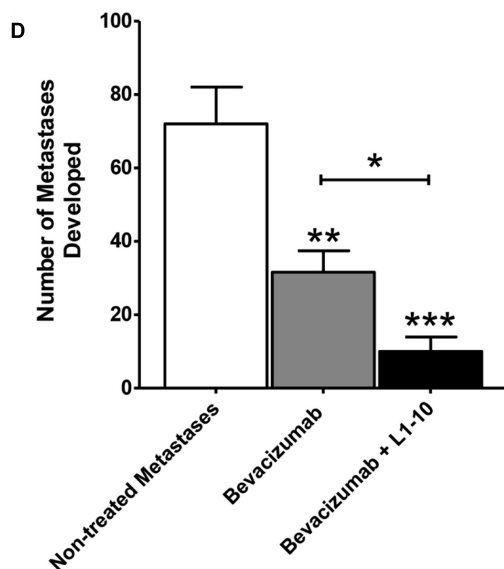 D
Number of Metastases
Developed
100
80
60
40
20
0
*
**
***
Non-treated Metastases
Bevacizumab
Bevacizumab + L1-10